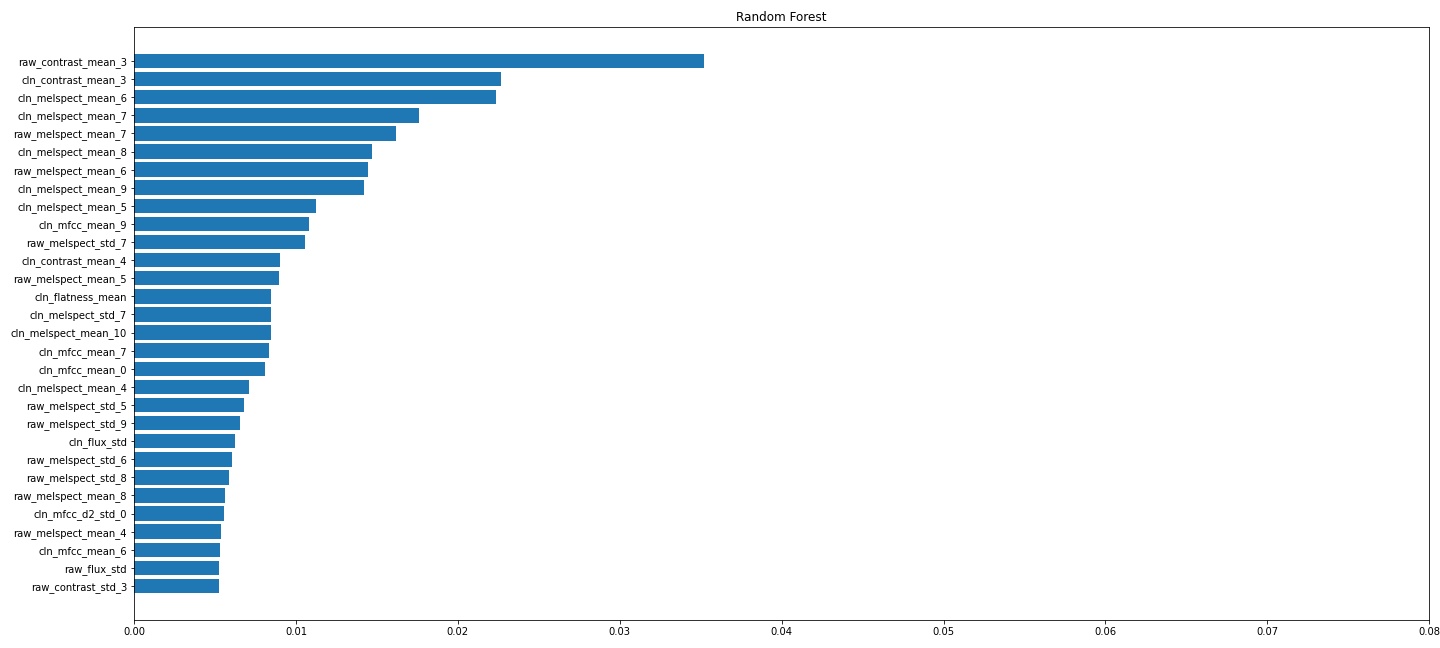 Random Forest
raw_contrast_mean_3
cln_contrast_mean_3
cln_melspect_mean_6
cln_melspect_mean_7
raw_melspect_mean_7
cln_melspect_mean_8
raw_melspect_mean_6
cln_melspect_mean_9
cln_melspect_mean_5
cln_mfcc_mean_9
raw_melspect_std_7
cln_contrast_mean_4
raw_melspect_mean_5
cln_flatness_mean
cln_melspect_std_7
cln_melspect_mean_10
cln_mfcc_mean_7
cln_mfcc_mean_0
cln_melspect_mean_4
raw_melspect_std_5
raw_melspect_std_9
cln_flux_std
raw_melspect_std_6
raw_melspect_std_8
raw_melspect_mean_8
cln_mfcc_d2_std_0
raw_melspect_mean_4
cln_mfcc_mean_6
raw_flux_std
raw_contrast_std_3
0.00 0.01 0.02 0.03 0.04 0.05 0.06 0.07 0.08